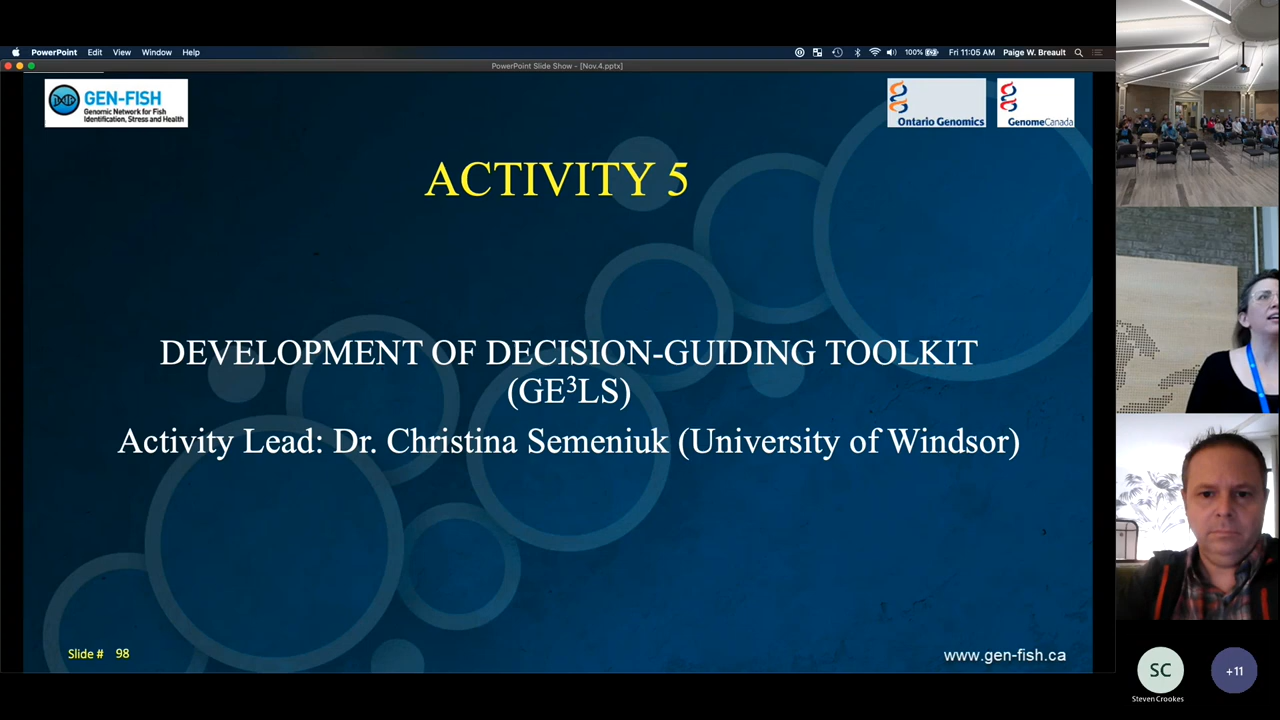 PowerPoint Edit View Window Help
100% Fri 11:05 AM Paige W. Breault
PowerPoint Slide Show - [Nov.4.pptx]
GEN-FISH
Genomic Network for Fish
Identification, Stress and Health
Ontario Genomics
GenomeCanada
ACTIVITY 5
DEVELOPMENT OF DECISION-GUIDING TOOLKIT
(GE³LS)
Activity Lead: Dr. Christina Semeniuk (University of Windsor)
Slide # 98
www.gen-fish.ca
SC
+11
Steven Crookes